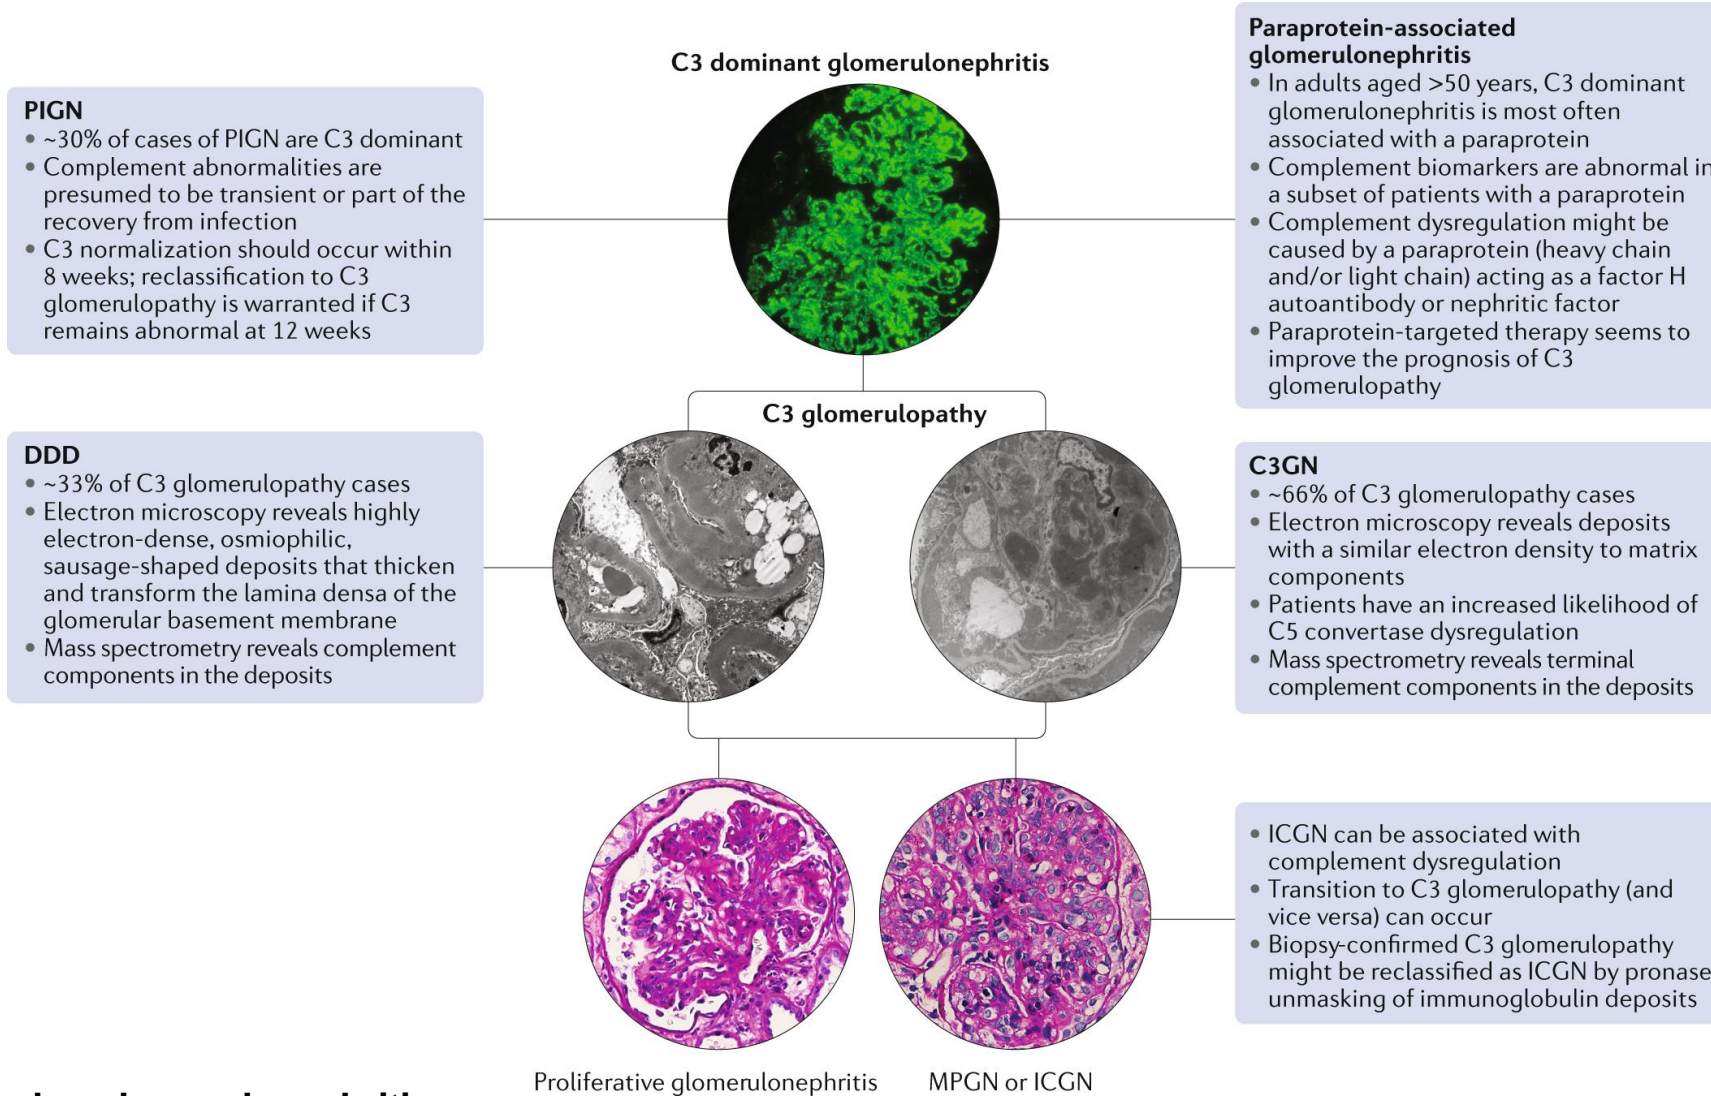 C3 dominant glomerulonephritis
PIGN
• ~30% of cases of PIGN are C3 dominant
• Complement abnormalities are
presumed to be transient or part of the
recovery from infection
• C3 normalization should occur within
8 weeks; reclassification to C3
glomerulopathy is warranted if C3
remains abnormal at 12 weeks
Paraprotein-associated
glomerulonephritis
• In adults aged >50 years, C3 dominant
glomerulonephritis is most often
associated with a paraprotein
• Complement biomarkers are abnormal in
a subset of patients with a paraprotein
• Complement dysregulation might be
caused by a paraprotein (heavy chain
and/or light chain) acting as a factor H
autoantibody or nephritic factor
• Paraprotein-targeted therapy seems to
improve the prognosis of C3
glomerulopathy
C3 glomerulopathy
DDD
• ~33% of C3 glomerulopathy cases
• Electron microscopy reveals highly
electron-dense, osmiophilic,
sausage-shaped deposits that thicken
and transform the lamina densa of the
glomerular basement membrane
• Mass spectrometry reveals complement
components in the deposits
C3GN
• ~66% of C3 glomerulopathy cases
• Electron microscopy reveals deposits
with a similar electron density to matrix
components
• Patients have an increased likelihood of
C5 convertase dysregulation
• Mass spectrometry reveals terminal
complement components in the deposits
• ICGN can be associated with
complement dysregulation
• Transition to C3 glomerulopathy (and
vice versa) can occur
• Biopsy-confirmed C3 glomerulopathy
might be reclassified as ICGN by pronase
unmasking of immunoglobulin deposits
Proliferative glomerulonephritis
MPGN or ICGN